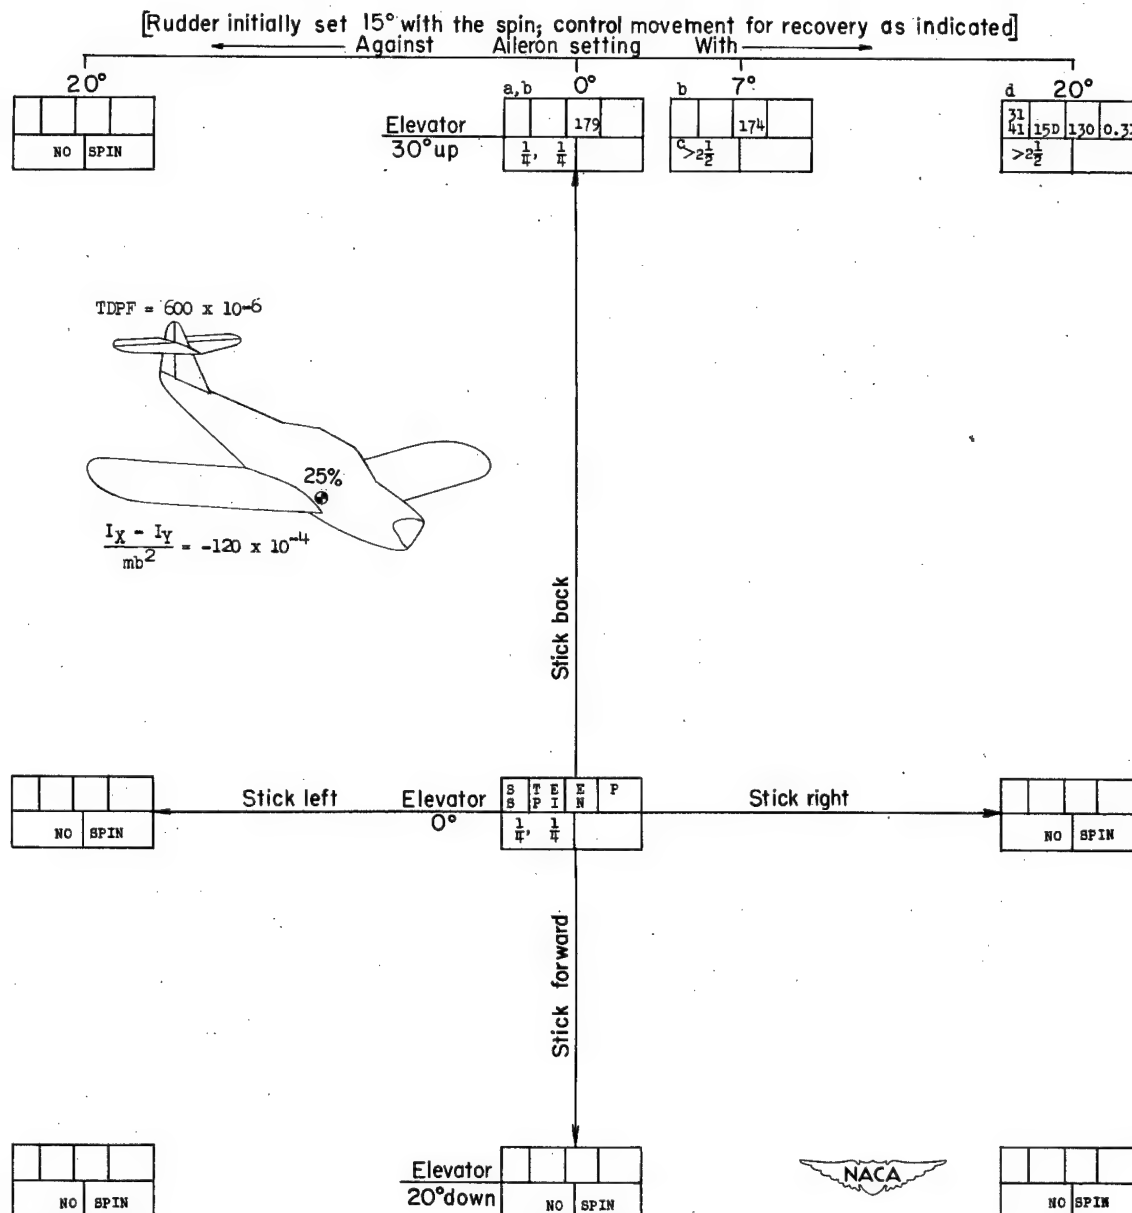 [Rudder initially set 15° with the spin; control movement for recovery as indicated]
Against Aileron setting With
20° 0° 7° 20°
a,b b d
Elevator
30° up
179
174
31
41 15D 130 0.33
NO SPIN
1/4, 1/4
c>2 1/2
>2 1/2
TDPF = 600 x 10-6
25%
IX - IY
mb2
= -120 x 10-4
Stick back
Stick left
Elevator
0°
S T E E P
S P I N
1/4, 1/4
Stick right
NO SPIN
NO SPIN
Stick forward
Elevator
20° down
NACA
NO SPIN
NO SPIN
NO SPIN